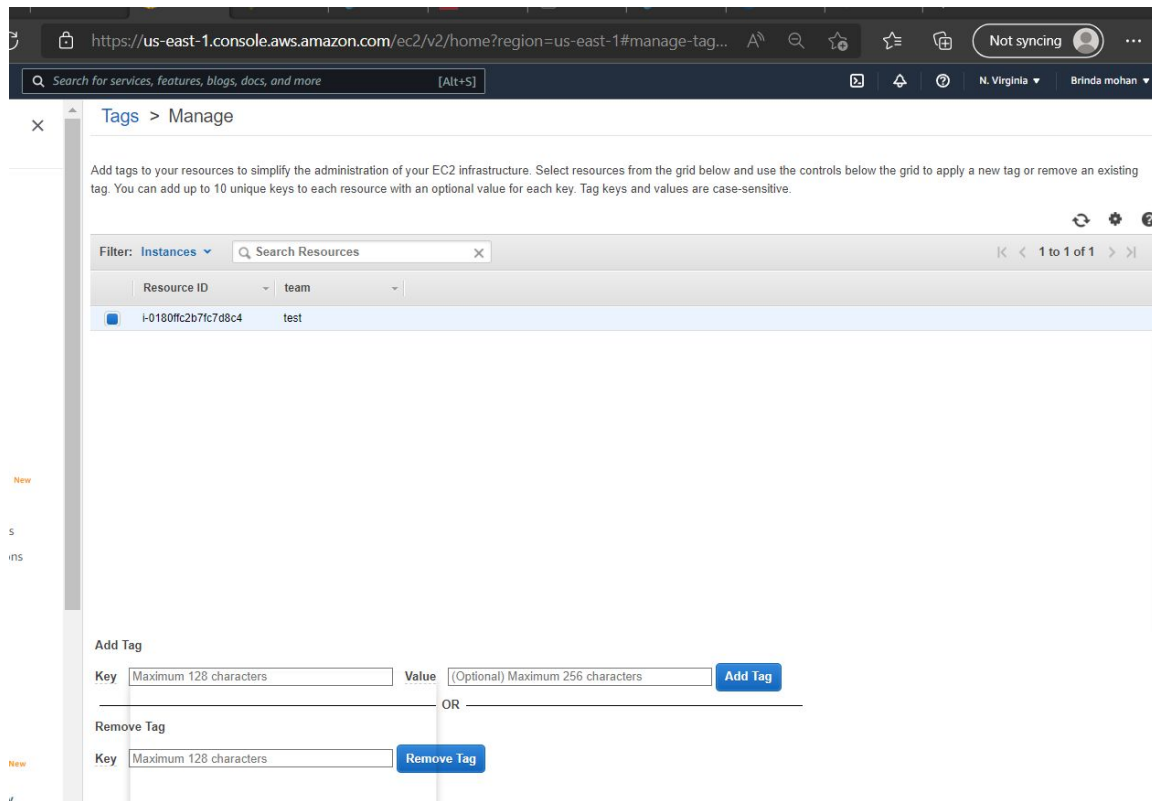 https://us-east-1.console.aws.amazon.com/ec2/v2/home?region=us-east-1#manage-tag...
Not syncing
Search for services, features, blogs, docs, and more [Alt+S]
N. Virginia Brinda mohan
Tags > Manage
Add tags to your resources to simplify the administration of your EC2 infrastructure. Select resources from the grid below and use the controls below the grid to apply a new tag or remove an existing
tag. You can add up to 10 unique keys to each resource with an optional value for each key. Tag keys and values are case-sensitive.
Filter: Instances Search Resources 1 to 1 of 1
Resource ID team
i-0180ffc2b7fc7d8c4 test
New
s
ons
Add Tag
Key Maximum 128 characters Value (Optional) Maximum 256 characters Add Tag
OR
Remove Tag
Key Maximum 128 characters Remove Tag
New